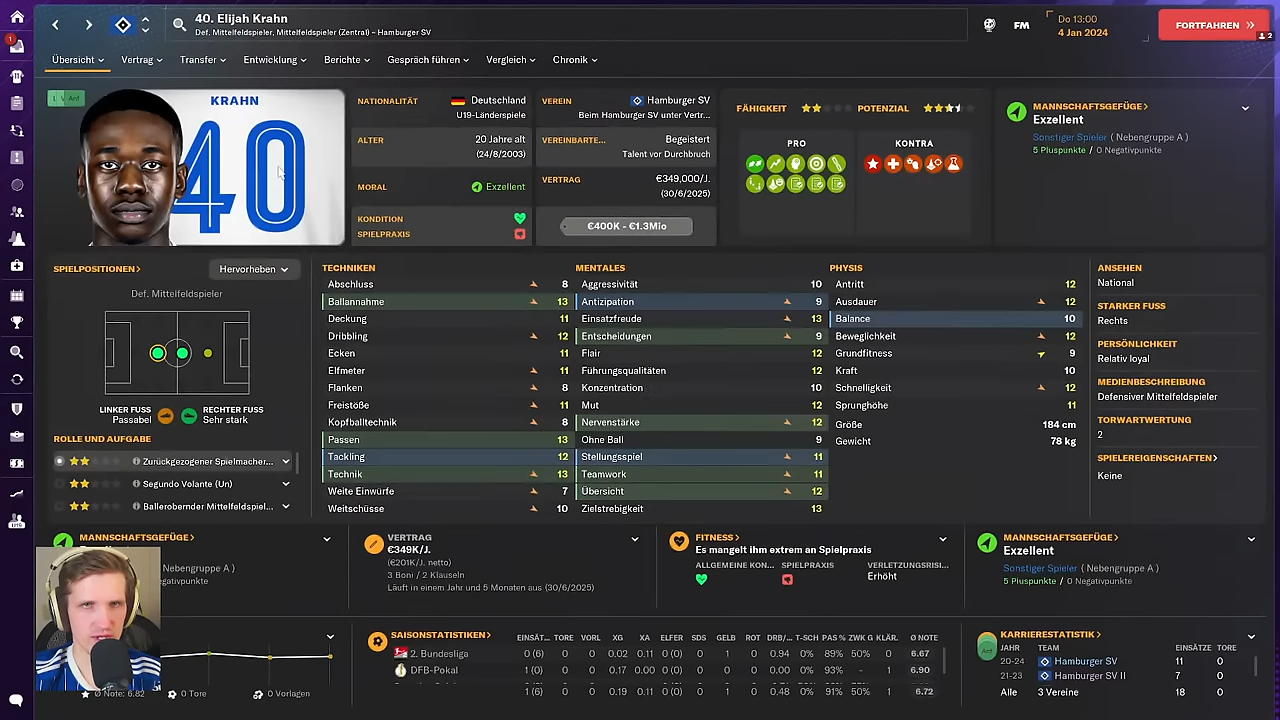 40. Elijah Krahn
Def. Mittelfeldspieler, Mittelfeldspieler (Zentral) – Hamburger SV
FM
Do 13:00
4 Jan 2024
FORTFAHREN
1
2
Übersicht
Vertrag
Transfer
Entwicklung
Berichte
Gespräch führen
Vergleich
Chronik
KRAHN
40
NATIONALITÄT
Deutschland
U19-Länderspiele
ALTER
20 Jahre alt
(24/8/2003)
MORAL
Exzellent
KONDITION
SPIELPRAXIS
VEREIN
Hamburger SV
Beim Hamburger SV unter Vertr...
VEREINBARTE...
Begeistert
Talent vor Durchbruch
VERTRAG
€349,000/J.
(30/6/2025)
€400K - €1.3Mio
FÄHIGKEIT
POTENZIAL
PRO
KONTRA
MANNSCHAFTSGEFÜGE
Exzellent
Sonstiger Spieler ( Nebengruppe A )
5 Pluspunkte / 0 Negativpunkte
SPIELPOSITIONEN
Hervorheben
Def. Mittelfeldspieler
LINKER FUSS
Passabel
RECHTER FUSS
Sehr stark
ROLLE UND AUFGABE
Zurückgezogener Spielmacher...
Segundo Volante (Un)
Ballerobernder Mittelfeldspiel...
TECHNIKEN
Abschluss 8
Ballannahme 13
Deckung 11
Dribbling 12
Ecken 11
Elfmeter 11
Flanken 8
Freistöße 11
Kopfballtechnik 8
Passen 13
Tackling 12
Technik 13
Weite Einwürfe 7
Weitschüsse 10
MENTALES
Aggressivität 10
Antizipation 9
Einsatzfreude 13
Entscheidungen 9
Flair 12
Führungsqualitäten 12
Konzentration 10
Mut 12
Nervenstärke 12
Ohne Ball 9
Stellungsspiel 11
Teamwork 11
Übersicht 12
Zielstrebigkeit 13
PHYSIS
Antritt 12
Ausdauer 12
Balance 10
Beweglichkeit 12
Grundfitness 9
Kraft 10
Schnelligkeit 12
Sprunghöhe 11
Größe 184 cm
Gewicht 78 kg
ANSEHEN
National
STARKER FUSS
Rechts
PERSÖNLICHKEIT
Relativ loyal
MEDIENBESCHREIBUNG
Defensiver Mittelfeldspieler
TORWARTWERTUNG
2
SPIELEREIGENSCHAFTEN
Keine
MANNSCHAFTSGEFÜGE
Nebengruppe A )
VERTRAG
€349K/J.
(€201K/J. netto)
3 Boni / 2 Klauseln
Läuft in einem Jahr und 5 Monaten aus (30/6/2025)
FITNESS
Es mangelt ihm extrem an Spielpraxis
ALLGEMEINE KON...
SPIELPRAXIS
VERLETZUNGSRISI...
Erhöht
MANNSCHAFTSGEFÜGE
Exzellent
Sonstiger Spieler ( Nebengruppe A )
5 Pluspunkte / 0 Negativpunkte
Ø Note: 6.82
0 Tore
0 Vorlagen
SAISONSTATISTIKEN
EINSÄT... TORE VORL XG XA ELFER SDS GELB ROT DRB/... T-SCH PAS % ZWK G KLÄR. Ø NOTE
2. Bundesliga 0 (6) 0 0 0.02 0.11 0 (0) 0 1 0 0.94 0% 89% 50% 0 6.67
DFB-Pokal 1 (0) 0 0 0.17 0.00 0 (0) 0 0 0 0.00 0% 93% - 1 6.90
1 (6) 0 0 0.19 0.11 0 (0) 0 1 0 0.46 0% 91% 50% 1 6.72
KARRIERESTATISTIK
JAHR TEAM EINSÄTZE TORE
20-24 Hamburger SV 11 0
21-23 Hamburger SV II 7 0
Alle 3 Vereine 18 0